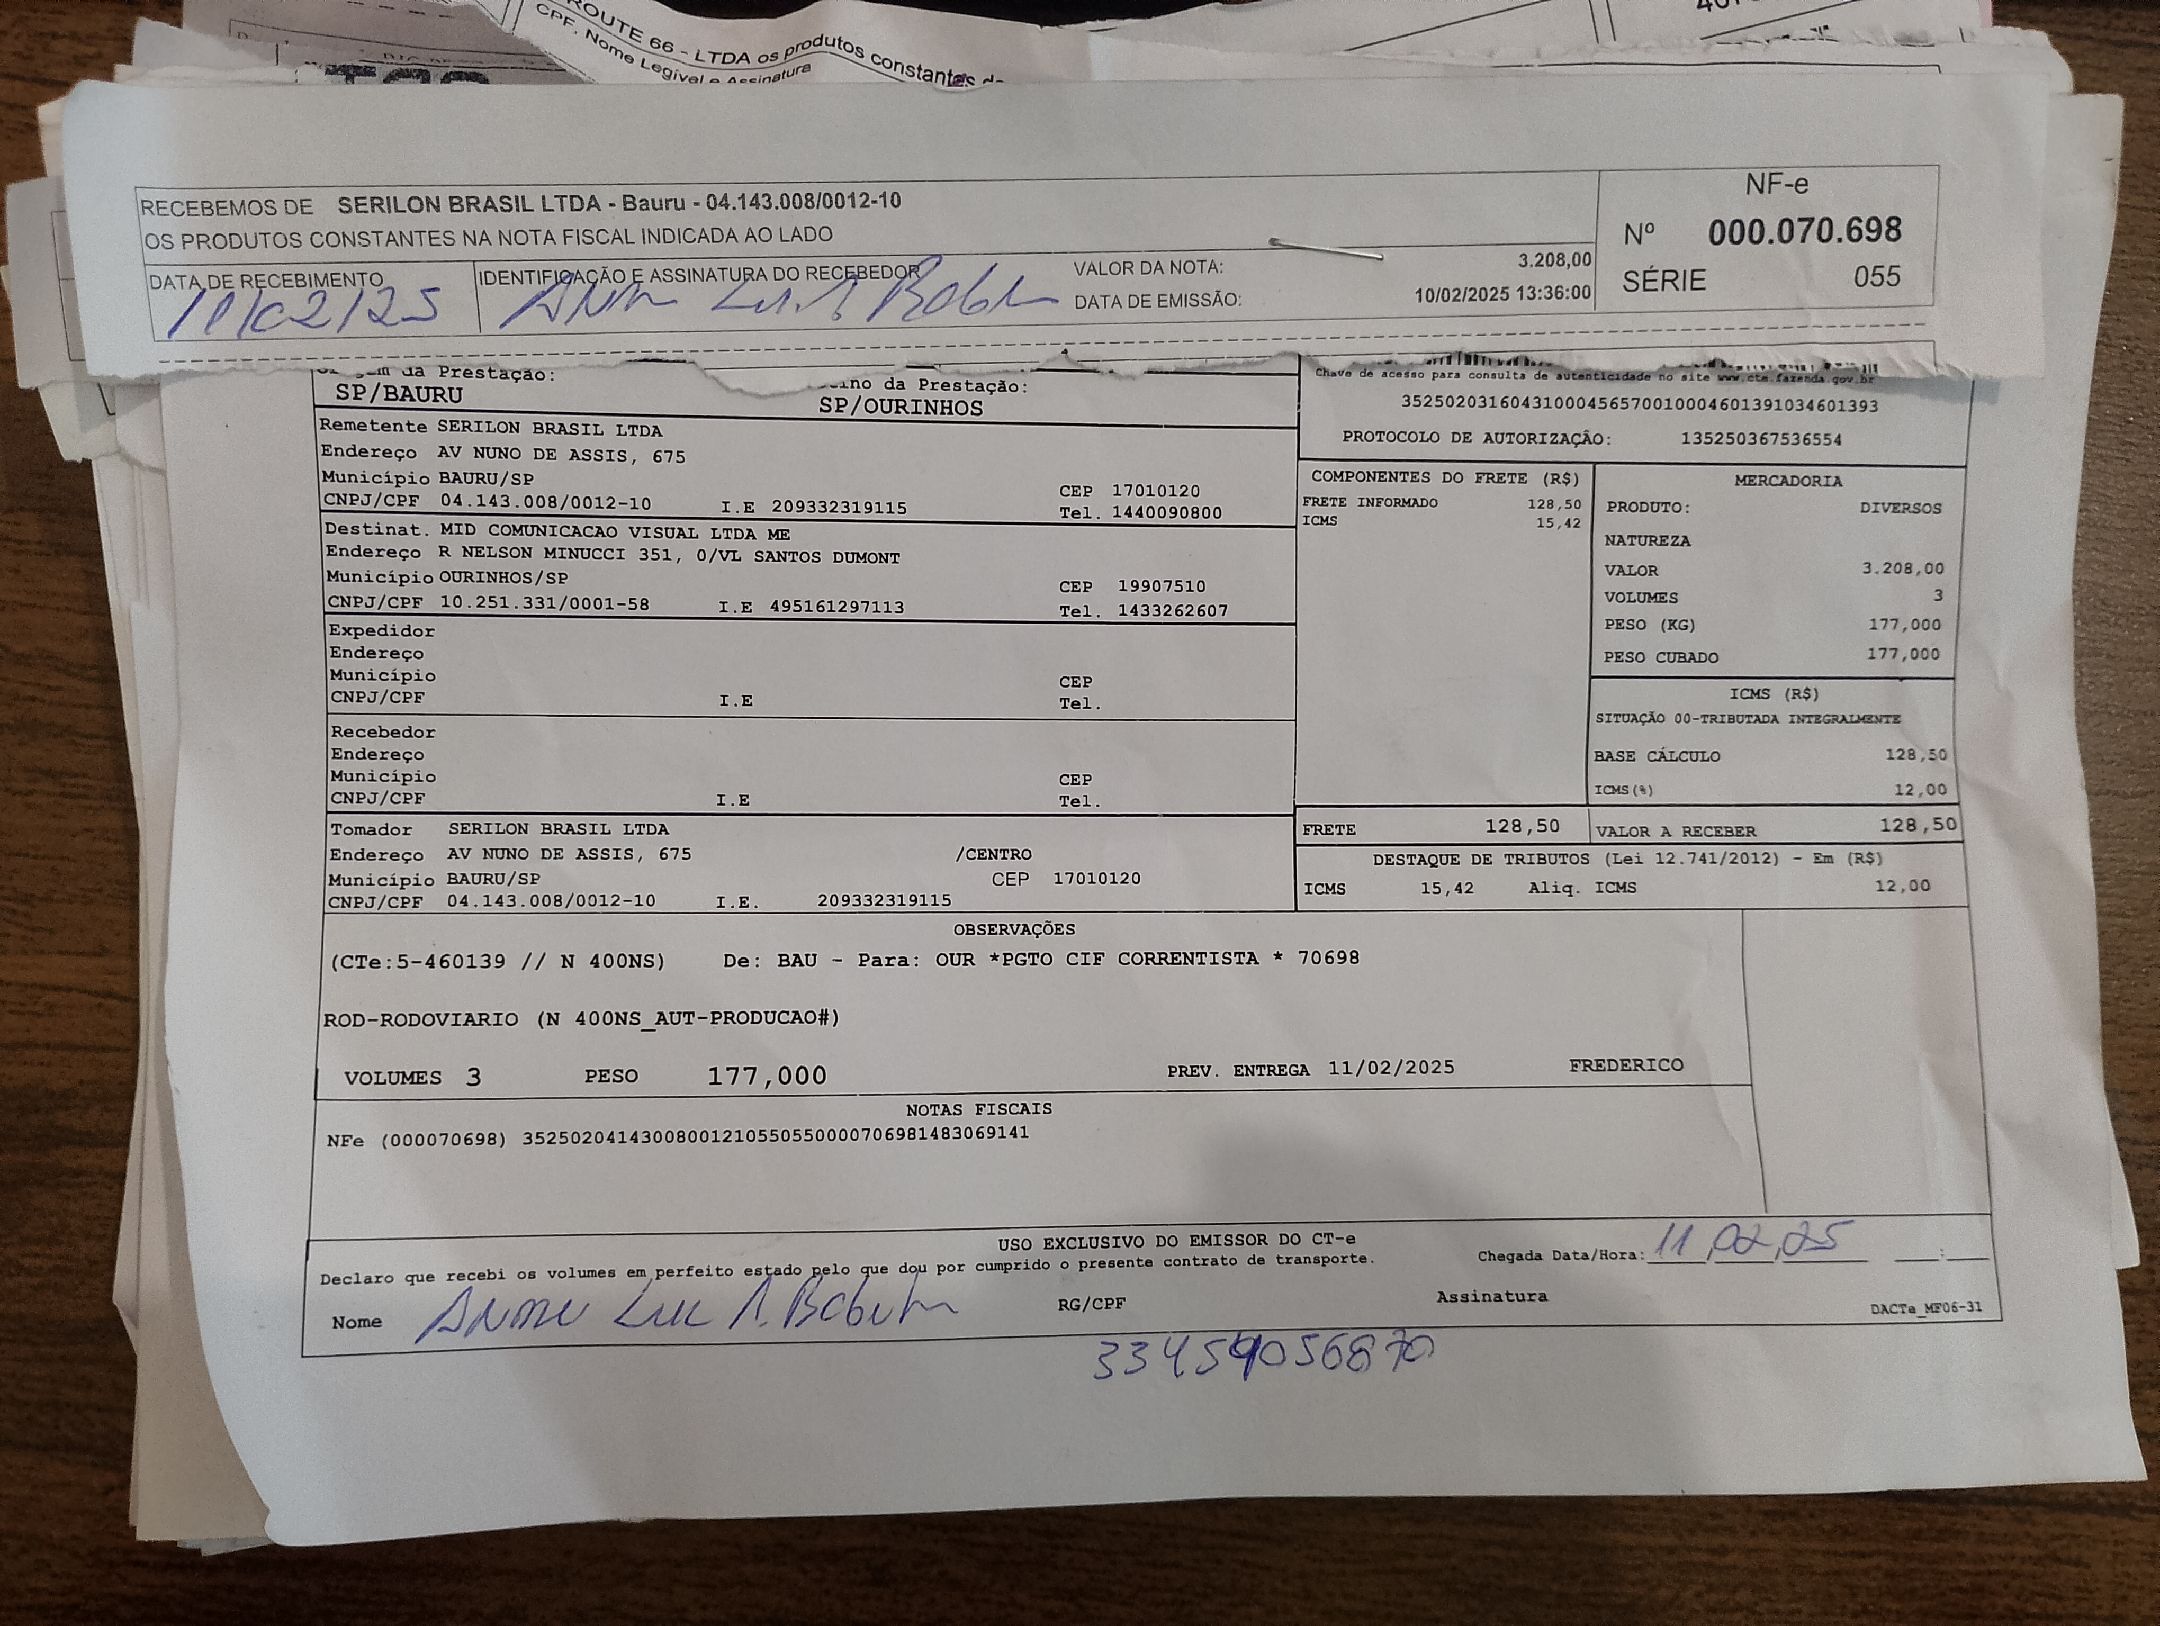 ROUTE 66 - LTDA os produtos constantes
CPF, Nome Legível e Assinatura
RECEBEMOS DE SERILON BRASIL LTDA - Bauru - 04.143.008/0012-10
OS PRODUTOS CONSTANTES NA NOTA FISCAL INDICADA AO LADO
NF-e
Nº 000.070.698
SÉRIE 055
DATA DE RECEBIMENTO
11/02/25
IDENTIFICAÇÃO E ASSINATURA DO RECEBEDOR
VALOR DA NOTA: 3.208,00
DATA DE EMISSÃO: 10/02/2025 13:36:00
da Prestação:
SP/BAURU
da Prestação:
SP/OURINHOS
Chave de acesso para consulta de autenticidade no site www.cte.fazenda.gov.br
35250203160431000456570010004601391034601393
PROTOCOLO DE AUTORIZAÇÃO: 135250367536554
Remetente SERILON BRASIL LTDA
Endereço AV NUNO DE ASSIS, 675
Município BAURU/SP CEP 17010120
CNPJ/CPF 04.143.008/0012-10 I.E 209332319115 Tel. 1440090800
Destinat. MID COMUNICACAO VISUAL LTDA ME
Endereço R NELSON MINUCCI 351, 0/VL SANTOS DUMONT
Município OURINHOS/SP CEP 19907510
CNPJ/CPF 10.251.331/0001-58 I.E 495161297113 Tel. 1433262607
Expedidor
Endereço
Município CEP
CNPJ/CPF I.E Tel.
Recebedor
Endereço
Município CEP
CNPJ/CPF I.E Tel.
Tomador SERILON BRASIL LTDA
Endereço AV NUNO DE ASSIS, 675 /CENTRO
Município BAURU/SP CEP 17010120
CNPJ/CPF 04.143.008/0012-10 I.E. 209332319115
COMPONENTES DO FRETE (R$)
FRETE INFORMADO 128,50
ICMS 15,42
MERCADORIA
PRODUTO: DIVERSOS
NATUREZA
VALOR 3.208,00
VOLUMES 3
PESO (KG) 177,000
PESO CUBADO 177,000
ICMS (R$)
SITUAÇÃO 00-TRIBUTADA INTEGRALMENTE
BASE CÁLCULO 128,50
ICMS(%) 12,00
FRETE 128,50 VALOR A RECEBER 128,50
DESTAQUE DE TRIBUTOS (Lei 12.741/2012) - Em (R$)
ICMS 15,42 Aliq. ICMS 12,00
OBSERVAÇÕES
(CTe:5-460139 // N 400NS) De: BAU - Para: OUR *PGTO CIF CORRENTISTA * 70698
ROD-RODOVIARIO (N 400NS_AUT-PRODUCAO#)
VOLUMES 3 PESO 177,000 PREV. ENTREGA 11/02/2025 FREDERICO
NOTAS FISCAIS
NFe (000070698) 35250204143008001210550550000706981483069141
USO EXCLUSIVO DO EMISSOR DO CT-e
Declaro que recebi os volumes em perfeito estado pelo que dou por cumprido o presente contrato de transporte.
Chegada Data/Hora: 11,02,25 :
Nome RG/CPF Assinatura
DACTe_MF06-31